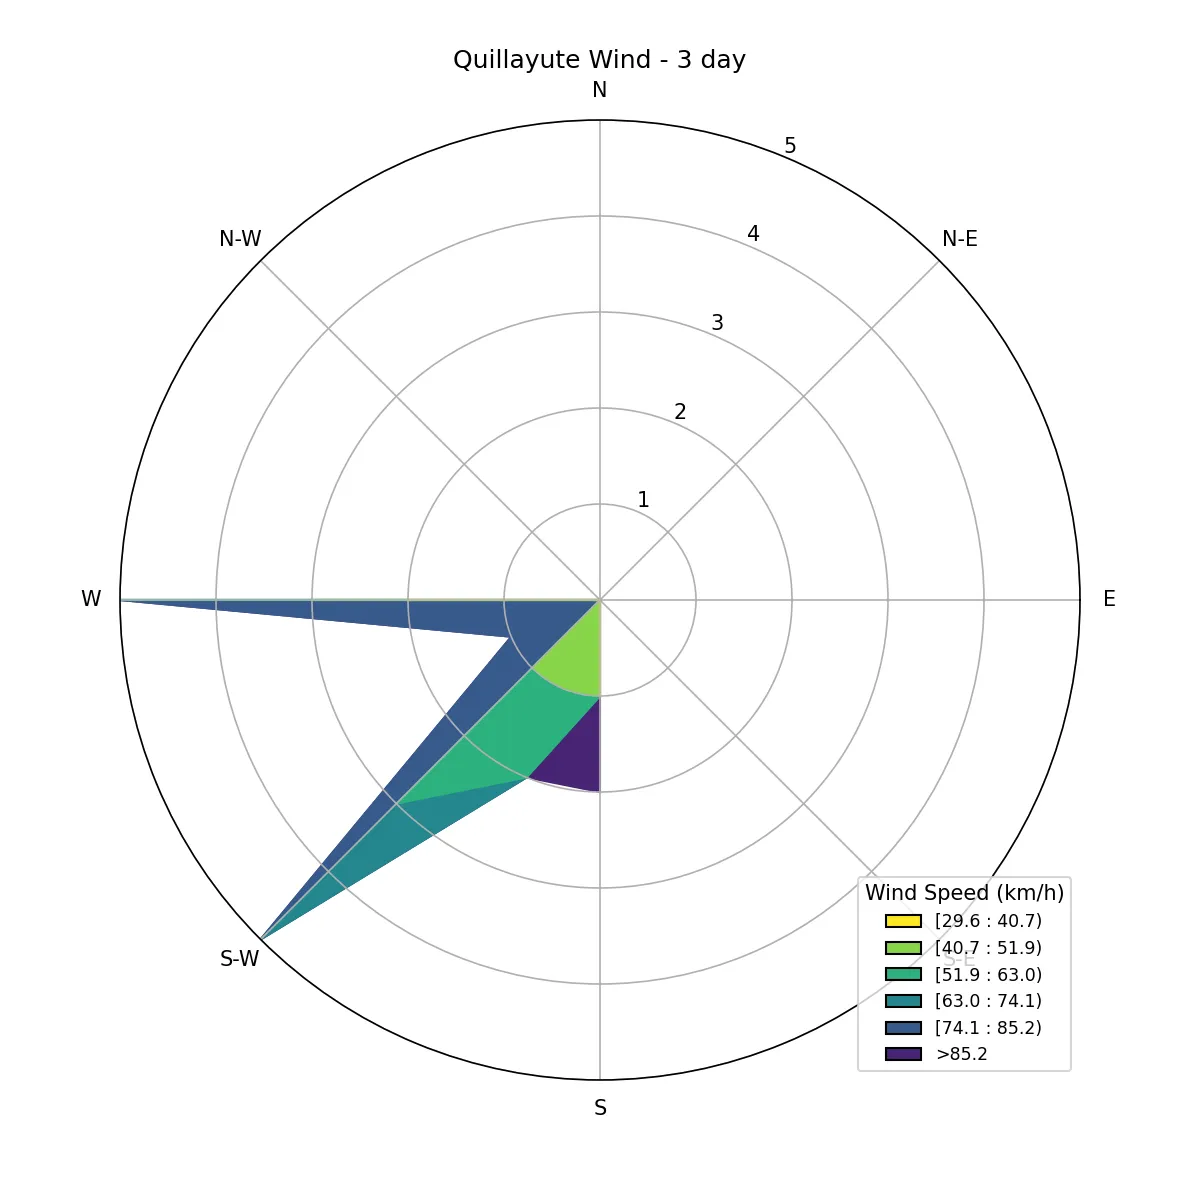 Quillayute Wind - 3 day
N
5
N-W
N-E
4
3
2
1
W
E
S-W
S-E
S
Wind Speed (km/h)
[29.6 : 40.7)
[40.7 : 51.9)
[51.9 : 63.0)
[63.0 : 74.1)
[74.1 : 85.2)
>85.2